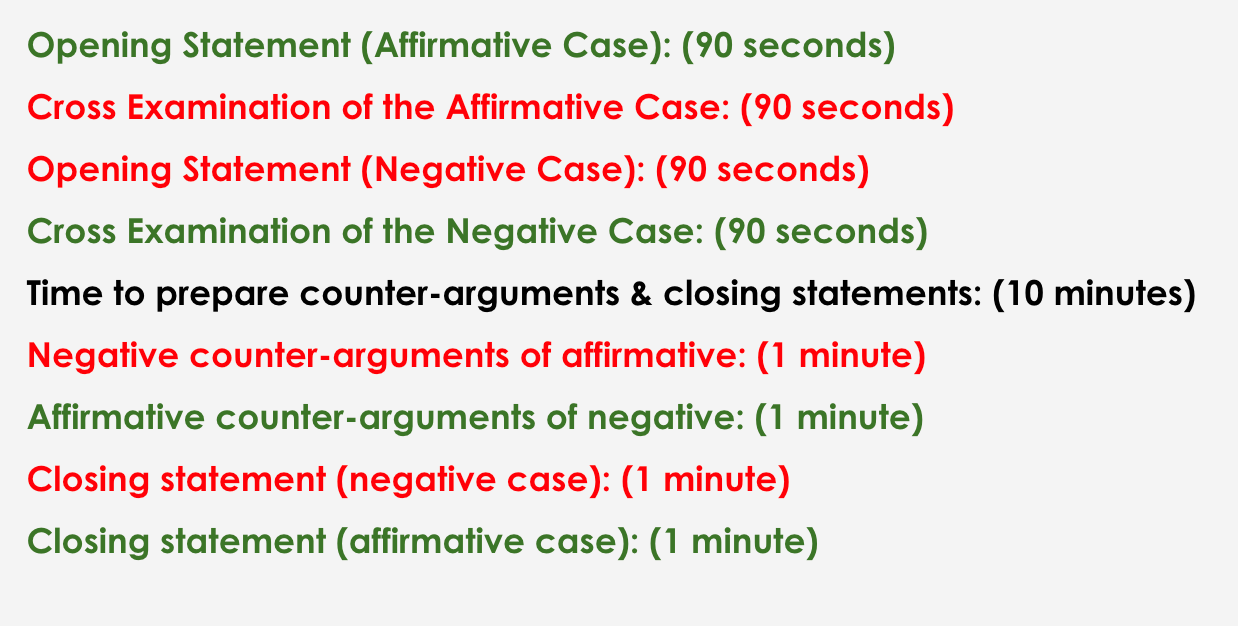 Opening Statement (Affirmative Case): (90 seconds)
Cross Examination of the Affirmative Case: (90 seconds)
Opening Statement (Negative Case): (90 seconds)
Cross Examination of the Negative Case: (90 seconds)
Time to prepare counter-arguments & closing statements: (10 minutes)
Negative counter-arguments of affirmative: (1 minute)
Affirmative counter-arguments of negative: (1 minute)
Closing statement (negative case): (1 minute)
Closing statement (affirmative case): (1 minute)